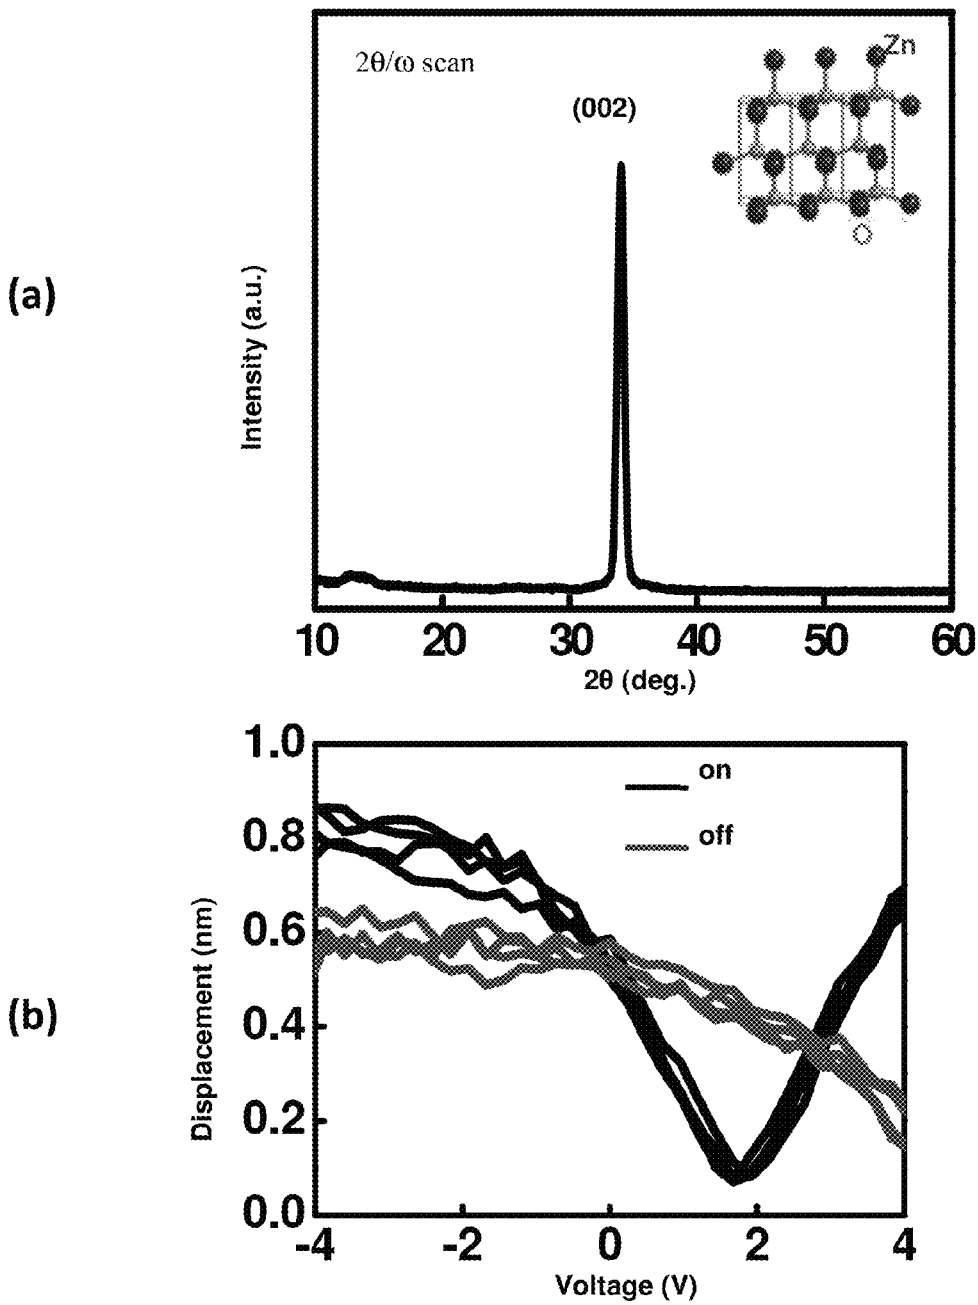 2θ/ω scan
Zn
(002)
(a)
Intensity (a.u.)
10 20 30 40 50 60
2θ (deg.)
1.0
on
0.8
off
0.6
(b)
Displacement (nm)
0.4
0.2
0.0
-4 -2 0 2 4
Voltage (V)